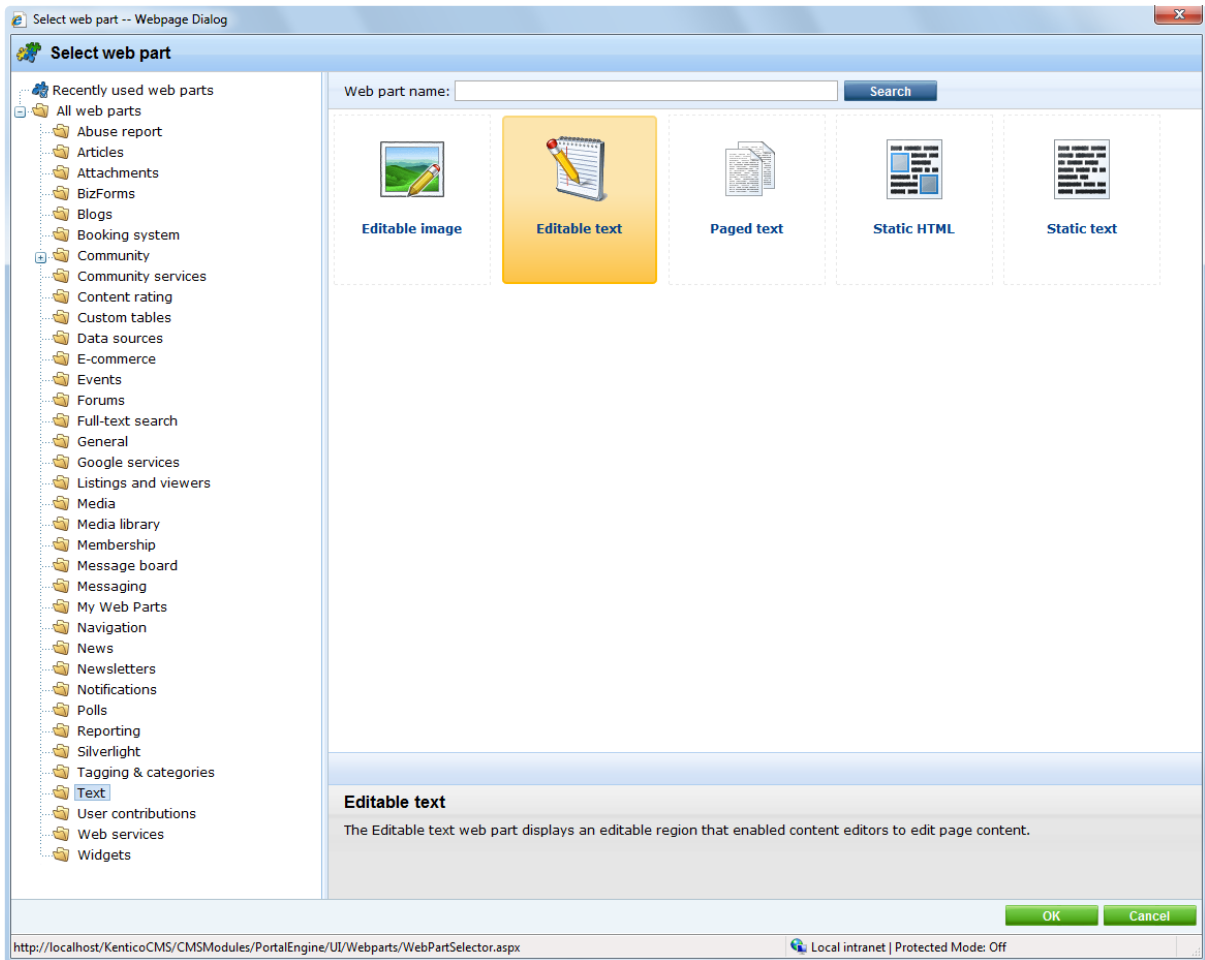 Select web part -- Webpage Dialog
Select web part
Recently used web parts
All web parts
Abuse report
Articles
Attachments
BizForms
Blogs
Booking system
Community
Community services
Content rating
Custom tables
Data sources
E-commerce
Events
Forums
Full-text search
General
Google services
Listings and viewers
Media
Media library
Membership
Message board
Messaging
My Web Parts
Navigation
News
Newsletters
Notifications
Polls
Reporting
Silverlight
Tagging & categories
Text
User contributions
Web services
Widgets
Web part name: Search
Editable image Editable text Paged text Static HTML Static text
Editable text
The Editable text web part displays an editable region that enabled content editors to edit page content.
OK Cancel
http://localhost/KenticoCMS/CMSModules/PortalEngine/UI/Webparts/WebPartSelector.aspx Local intranet | Protected Mode: Off